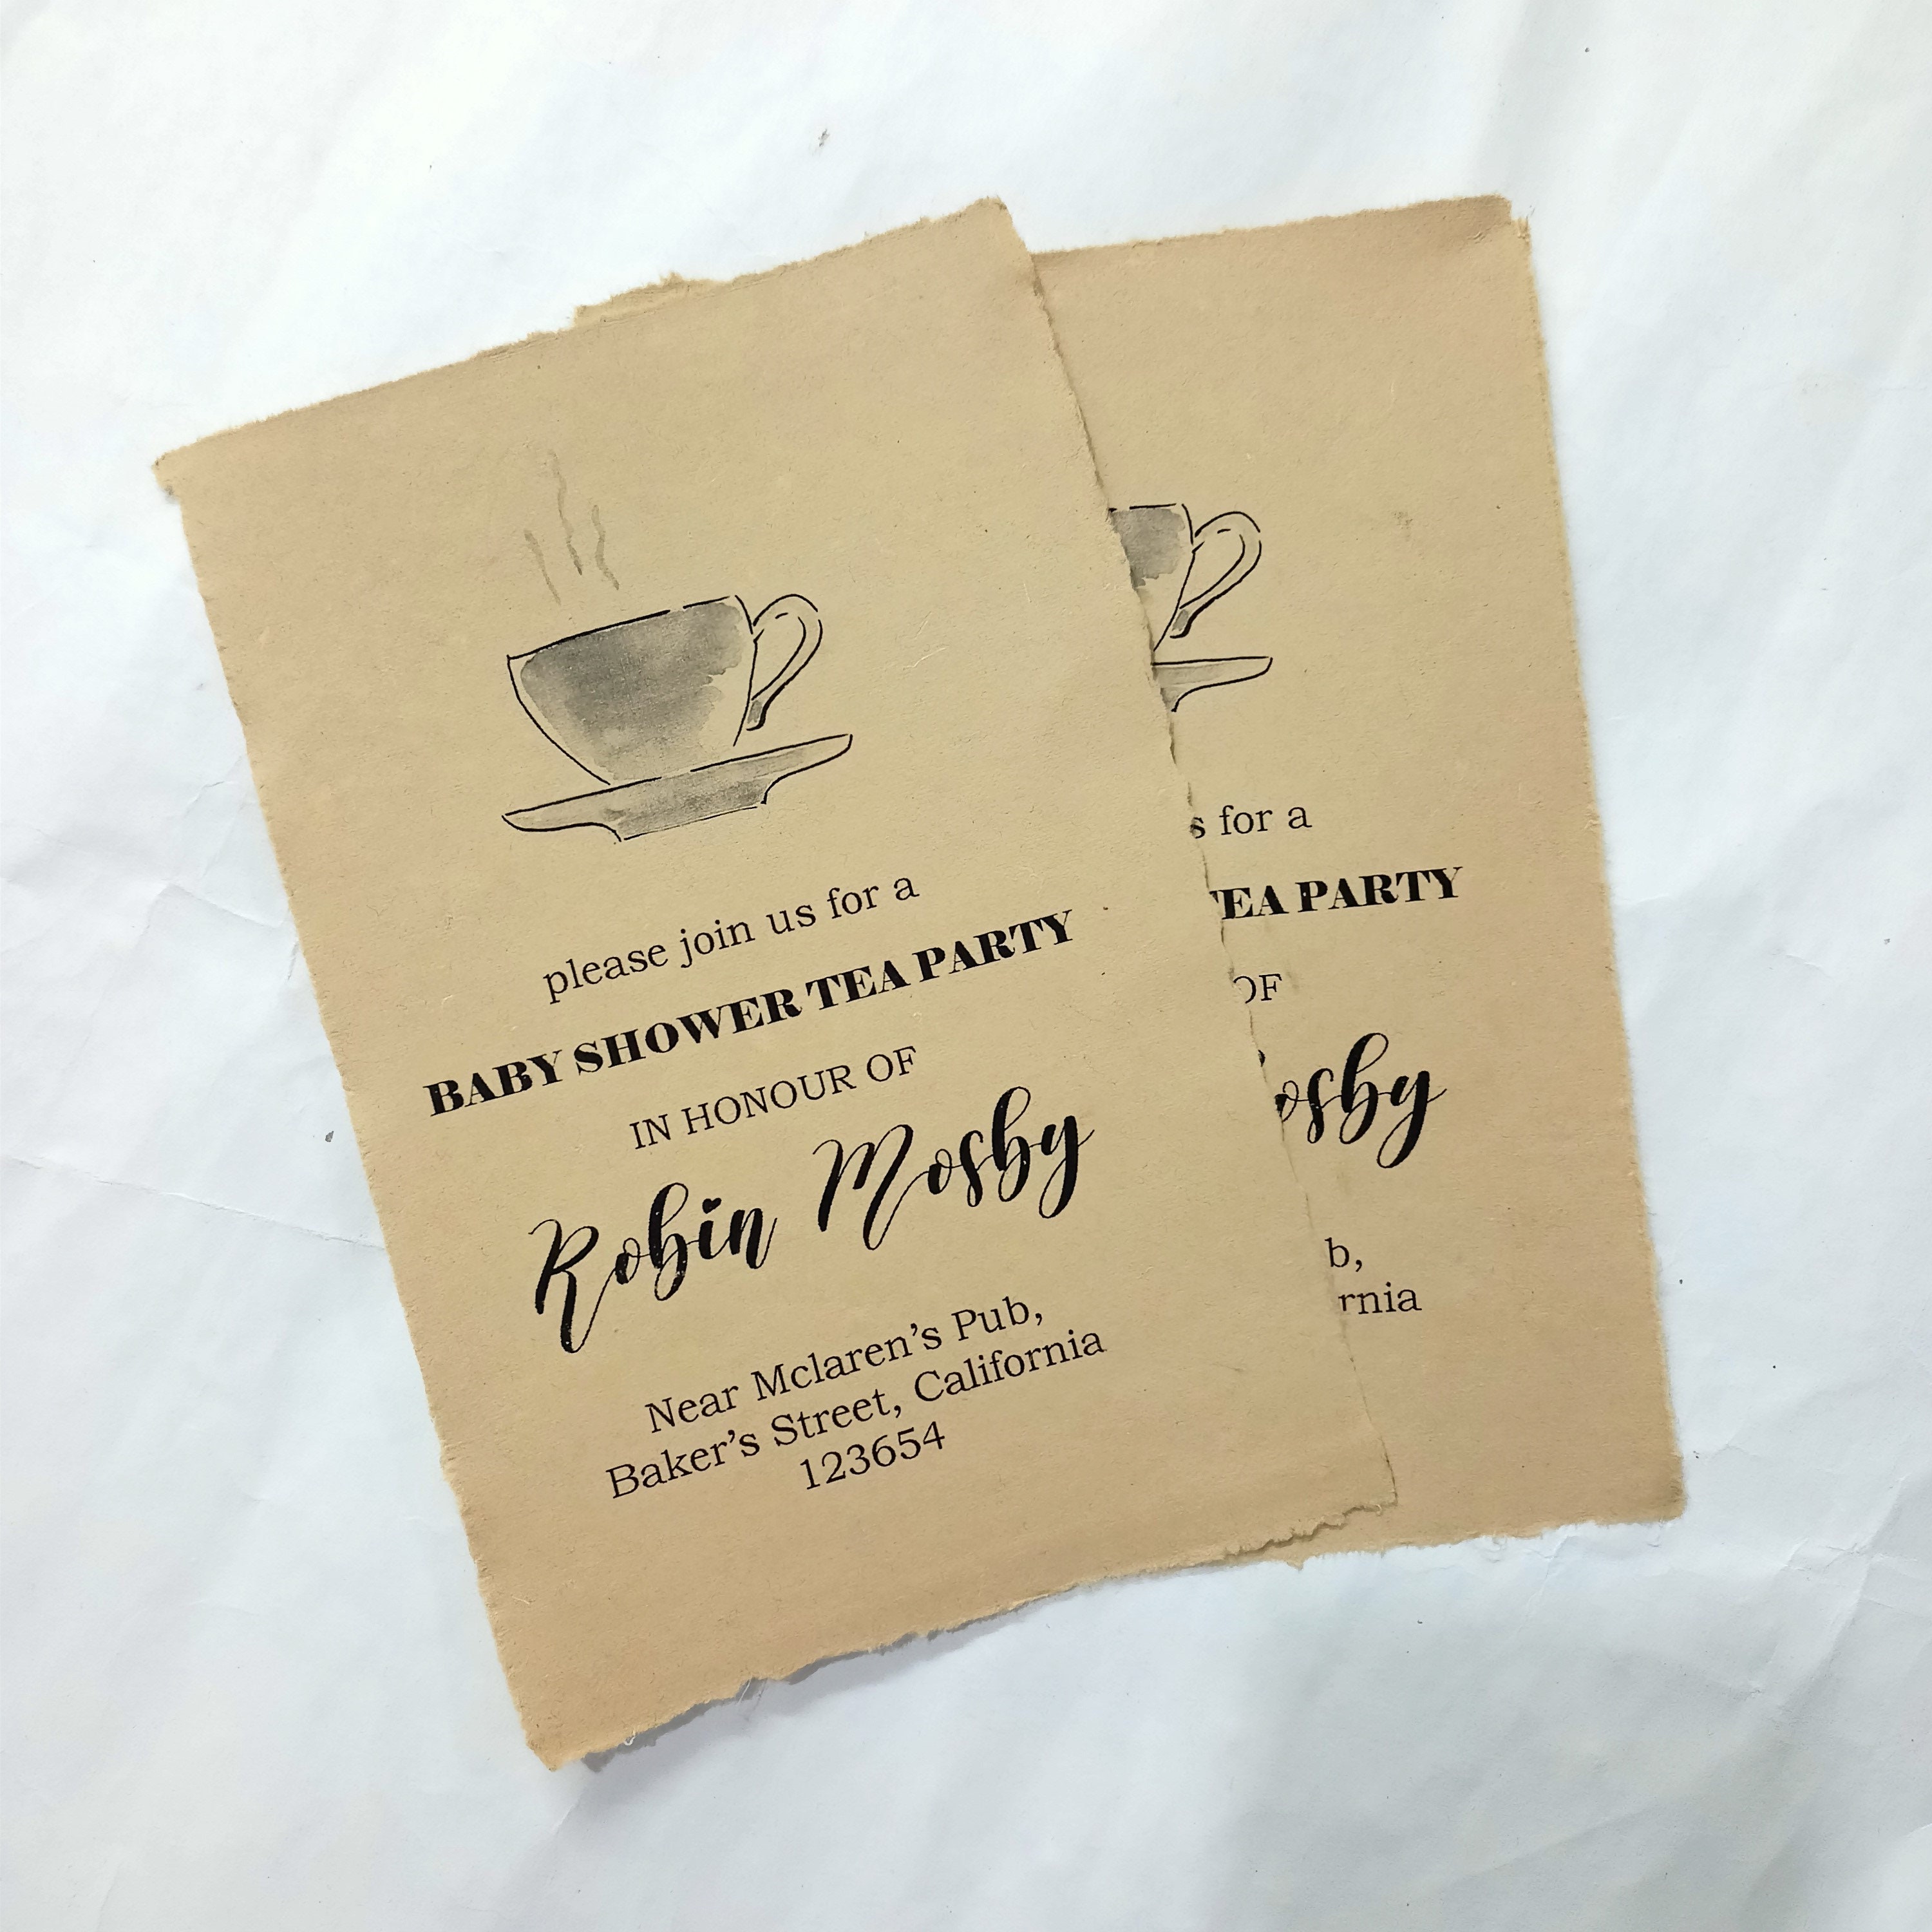 please join us for a
BABY SHOWER TEA PARTY
IN HONOUR OF
Robin Mosby
Near Mclaren's Pub,
Baker's Street, California
123654
s for a
TEA PARTY
OF
osby
b,
rnia